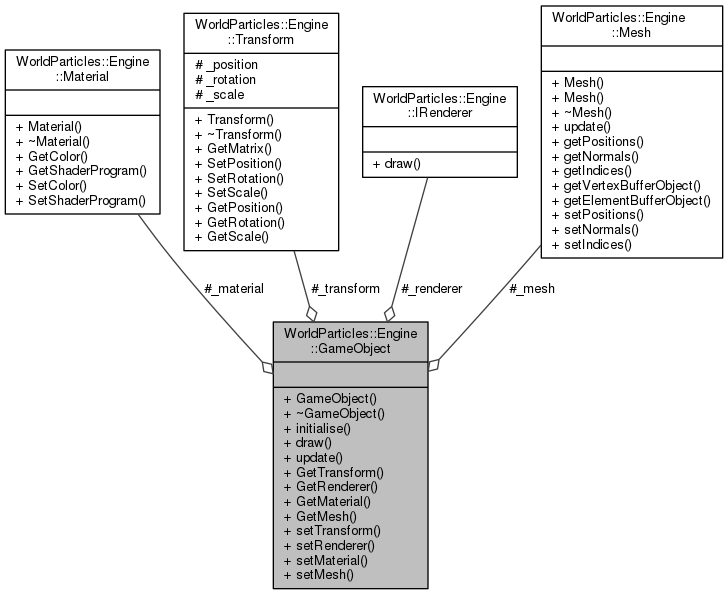 WorldParticles::Engine
::Material
+ Material()
+ ~Material()
+ GetColor()
+ GetShaderProgram()
+ SetColor()
+ SetShaderProgram()
WorldParticles::Engine
::Transform
# _position
# _rotation
# _scale
+ Transform()
+ ~Transform()
+ GetMatrix()
+ SetPosition()
+ SetRotation()
+ SetScale()
+ GetPosition()
+ GetRotation()
+ GetScale()
WorldParticles::Engine
::IRenderer
+ draw()
WorldParticles::Engine
::Mesh
+ Mesh()
+ Mesh()
+ ~Mesh()
+ update()
+ getPositions()
+ getNormals()
+ getIndices()
+ getVertexBufferObject()
+ getElementBufferObject()
+ setPositions()
+ setNormals()
+ setIndices()
#_material
#_transform
#_renderer
#_mesh
WorldParticles::Engine
::GameObject
+ GameObject()
+ ~GameObject()
+ initialise()
+ draw()
+ update()
+ GetTransform()
+ GetRenderer()
+ GetMaterial()
+ GetMesh()
+ setTransform()
+ setRenderer()
+ setMaterial()
+ setMesh()